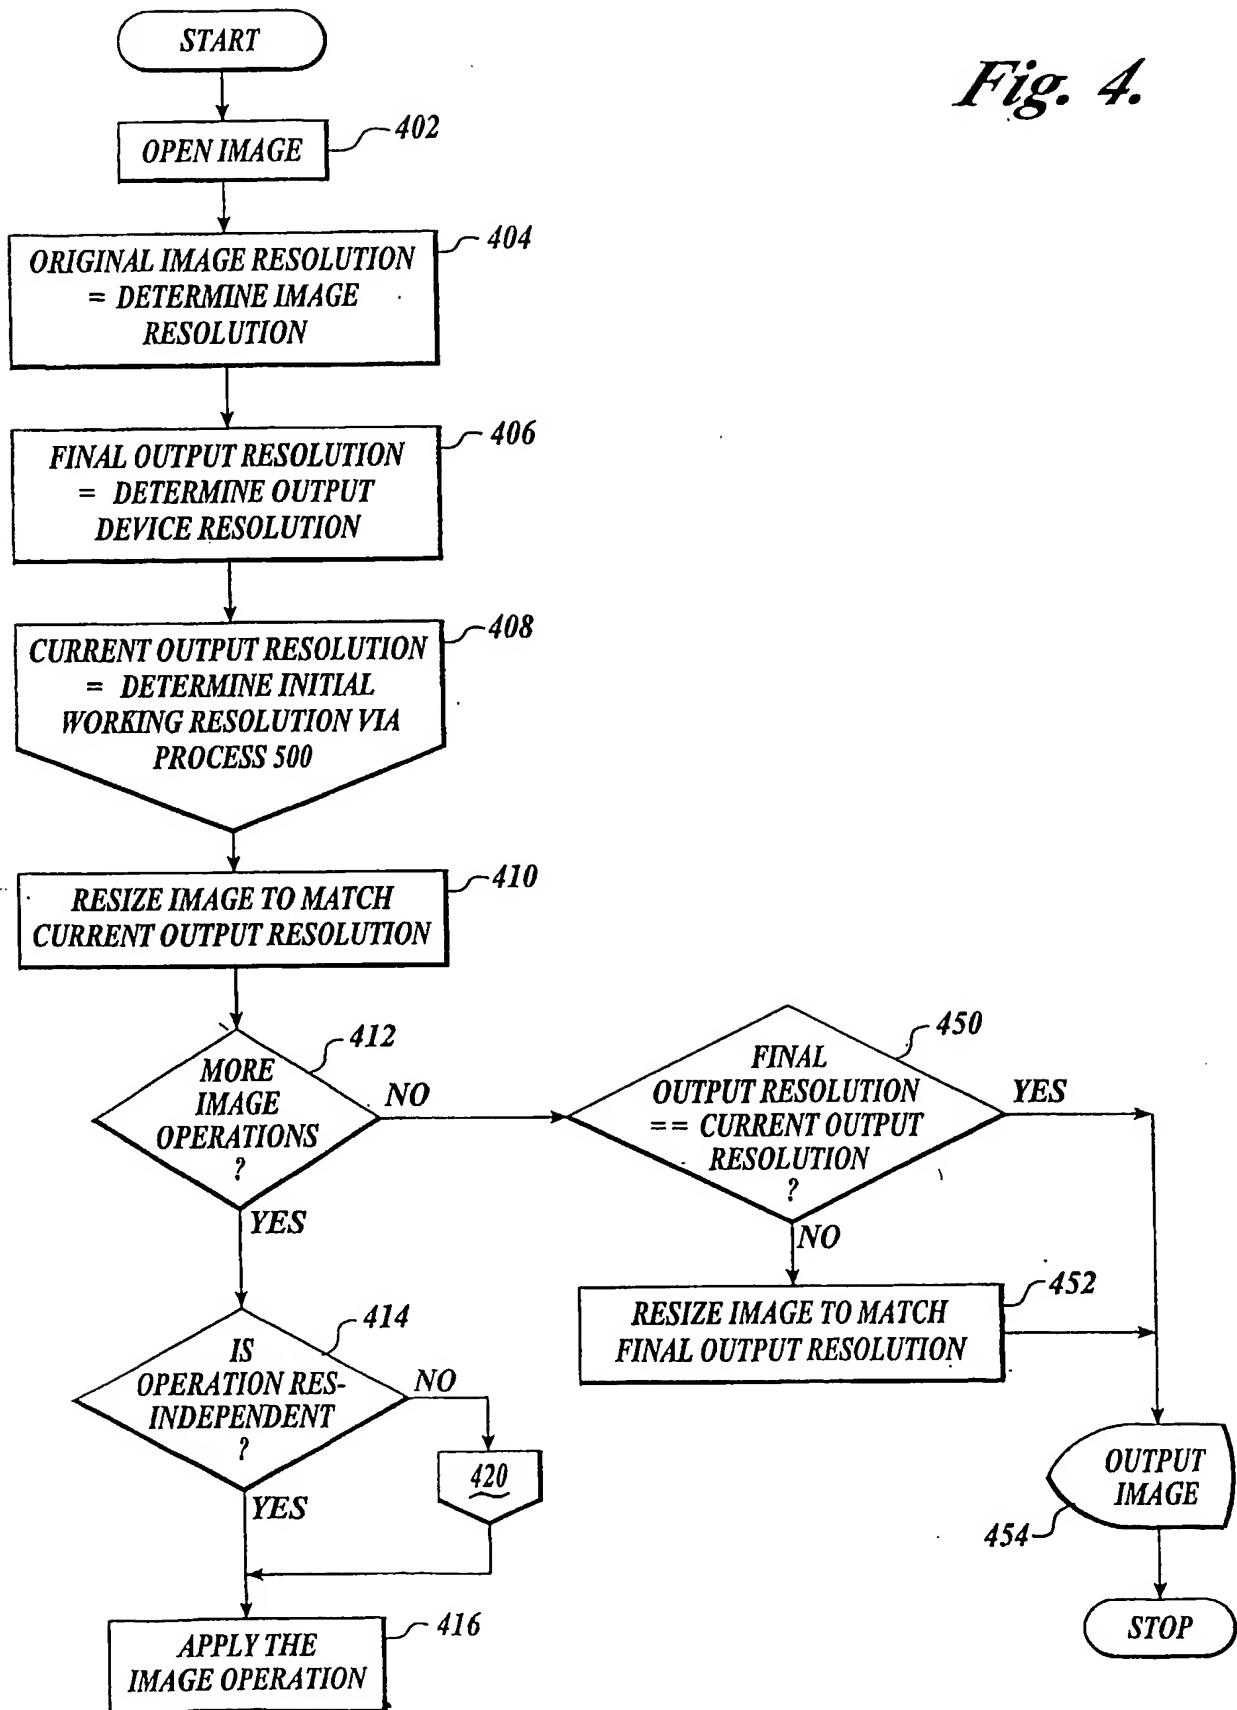 START
Fig. 4.
OPEN IMAGE
402
ORIGINAL IMAGE RESOLUTION
= DETERMINE IMAGE
RESOLUTION
404
FINAL OUTPUT RESOLUTION
= DETERMINE OUTPUT
DEVICE RESOLUTION
406
CURRENT OUTPUT RESOLUTION
= DETERMINE INITIAL
WORKING RESOLUTION VIA
PROCESS 500
408
RESIZE IMAGE TO MATCH
CURRENT OUTPUT RESOLUTION
410
MORE
IMAGE
OPERATIONS
?
412
NO
YES
FINAL
OUTPUT RESOLUTION
== CURRENT OUTPUT
RESOLUTION
?
450
YES
NO
RESIZE IMAGE TO MATCH
FINAL OUTPUT RESOLUTION
452
IS
OPERATION RES-
INDEPENDENT
?
414
NO
420
YES
OUTPUT
IMAGE
454
STOP
APPLY THE
IMAGE OPERATION
416